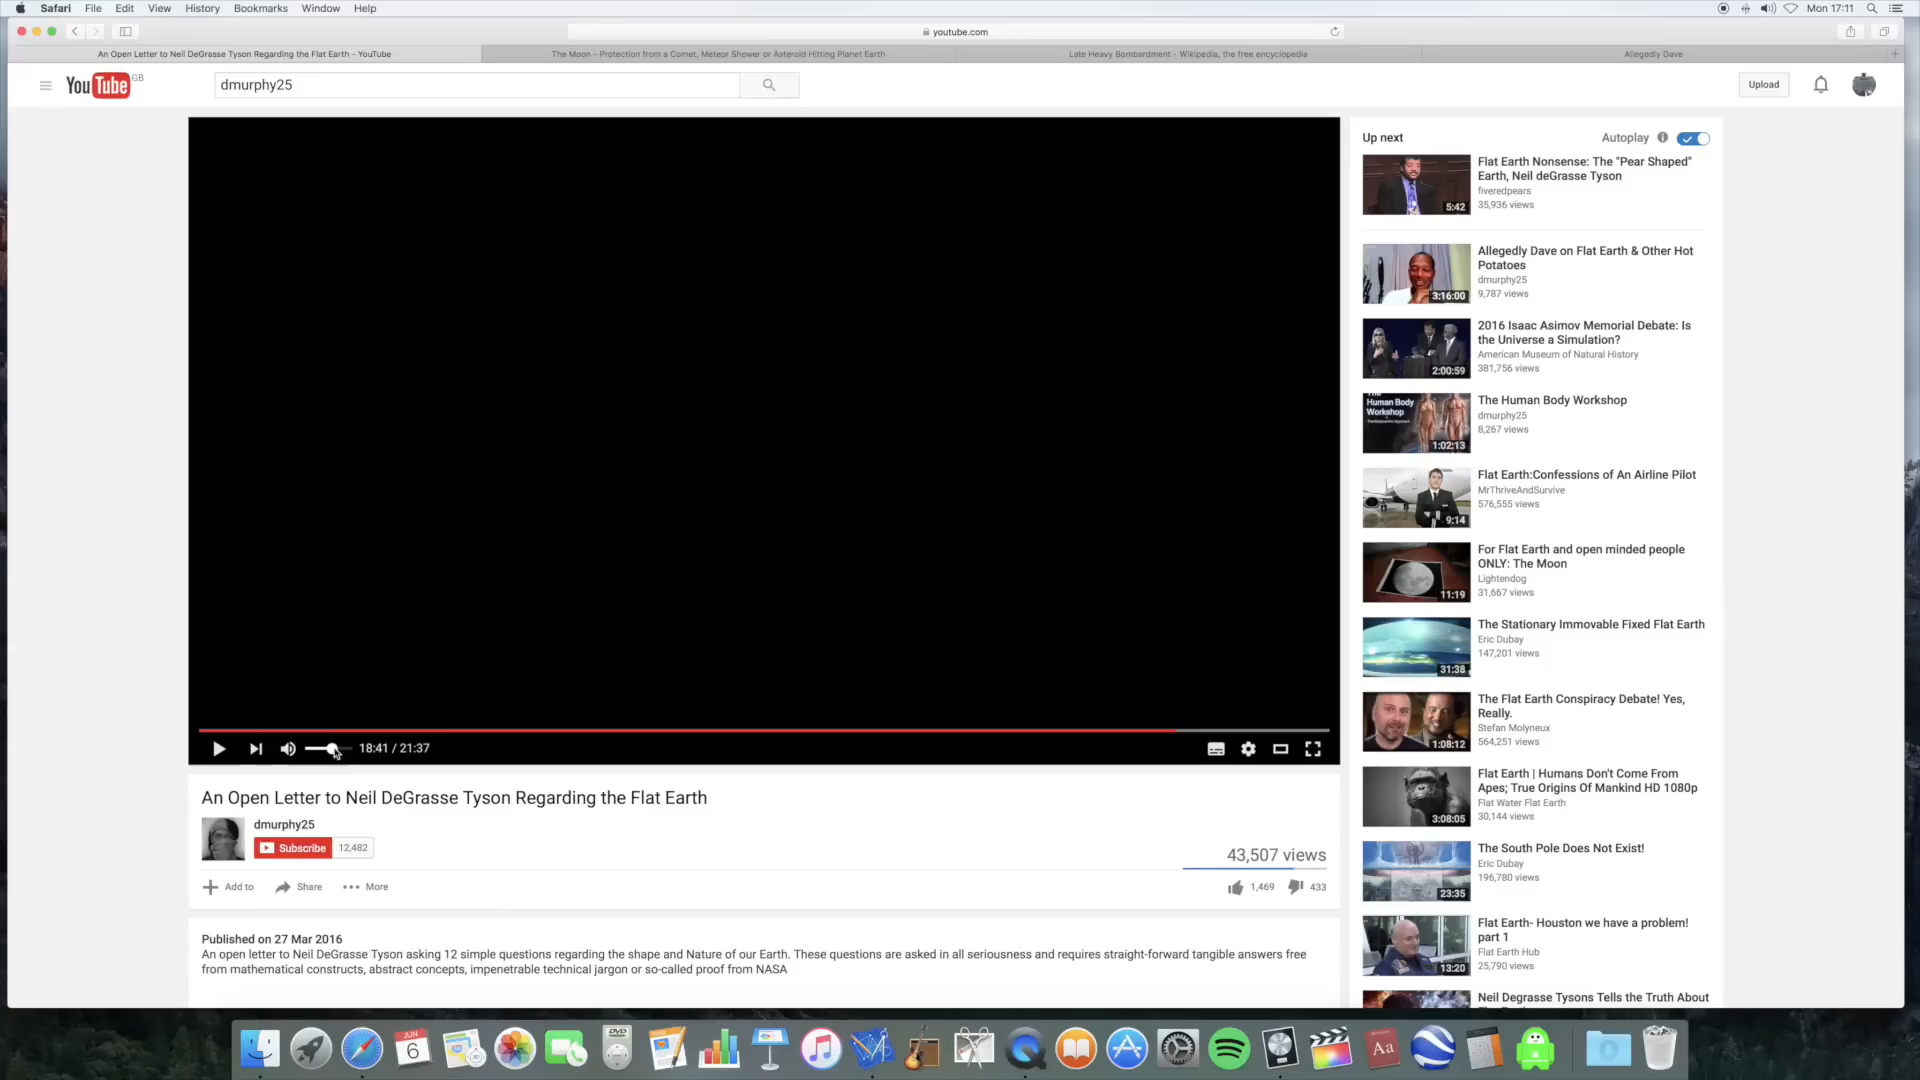 Safari File Edit View History Bookmarks Window Help
Mon 17:11
youtube.com
An Open Letter to Neil DeGrasse Tyson Regarding the Flat Earth - YouTube
The Moon – Protection from a Comet, Meteor Shower or Asteroid Hitting Planet Earth
Late Heavy Bombardment - Wikipedia, the free encyclopedia
Allegedly Dave
YouTube GB
dmurphy25
Upload
18:41 / 21:37
An Open Letter to Neil DeGrasse Tyson Regarding the Flat Earth
dmurphy25
Subscribe 12,482
43,507 views
Add to Share More
1,469 433
Published on 27 Mar 2016
An open letter to Neil DeGrasse Tyson asking 12 simple questions regarding the shape and Nature of our Earth. These questions are asked in all seriousness and requires straight-forward tangible answers free
from mathematical constructs, abstract concepts, impenetrable technical jargon or so-called proof from NASA
Up next
Autoplay
Flat Earth Nonsense: The "Pear Shaped"
Earth, Neil deGrasse Tyson
fiveredpears
35,936 views
5:42
Allegedly Dave on Flat Earth & Other Hot
Potatoes
dmurphy25
9,787 views
3:16:00
2016 Isaac Asimov Memorial Debate: Is
the Universe a Simulation?
American Museum of Natural History
381,756 views
2:00:59
The Human Body Workshop
dmurphy25
8,267 views
Human Body
Workshop
1:02:13
Flat Earth:Confessions of An Airline Pilot
MrThriveAndSurvive
576,555 views
9:14
For Flat Earth and open minded people
ONLY: The Moon
Lightendog
31,667 views
11:19
The Stationary Immovable Fixed Flat Earth
Eric Dubay
147,201 views
31:38
The Flat Earth Conspiracy Debate! Yes,
Really.
Stefan Molyneux
564,251 views
1:08:12
Flat Earth | Humans Don't Come From
Apes; True Origins Of Mankind HD 1080p
Flat Water Flat Earth
30,144 views
3:08:05
The South Pole Does Not Exist!
Eric Dubay
196,780 views
23:35
Flat Earth- Houston we have a problem!
part 1
Flat Earth Hub
25,790 views
13:20
Neil Degrasse Tysons Tells the Truth About
JUN
6
DVD
Aa